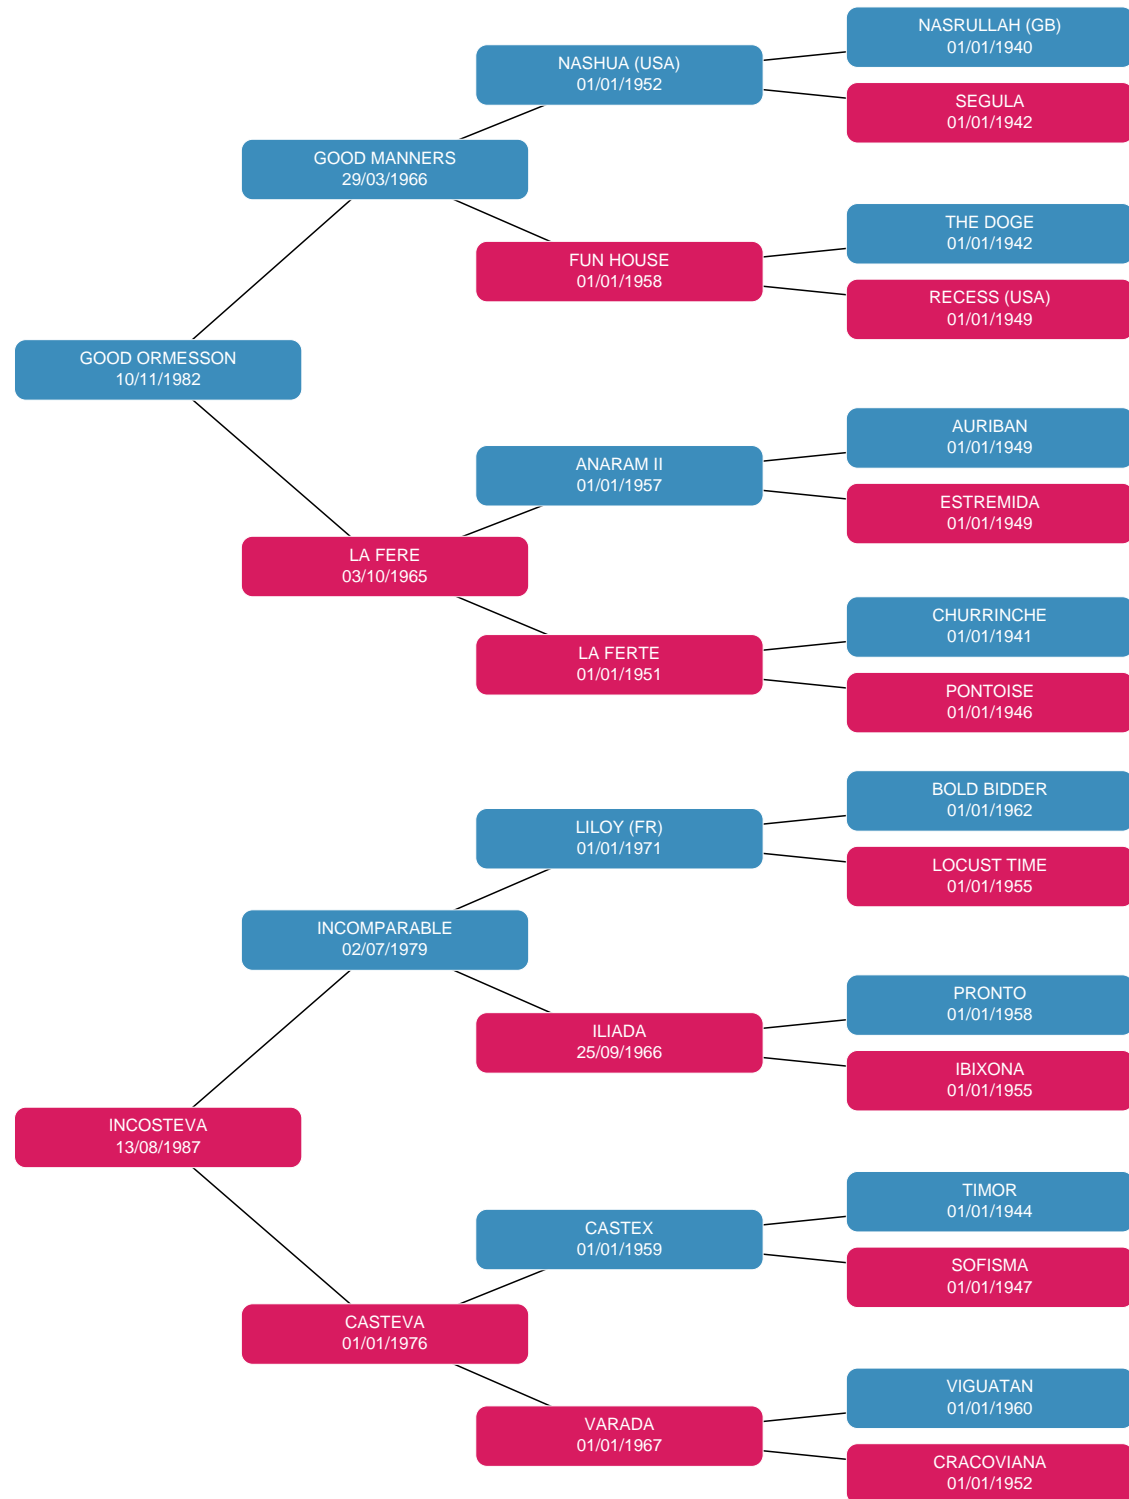 NASRULLAH (GB)
01/01/1940
NASHUA (USA)
01/01/1952
SEGULA
01/01/1942
GOOD MANNERS
29/03/1966
THE DOGE
01/01/1942
FUN HOUSE
01/01/1958
RECESS (USA)
01/01/1949
GOOD ORMESSON
10/11/1982
AURIBAN
01/01/1949
ANARAM II
01/01/1957
ESTREMIDA
01/01/1949
LA FERE
03/10/1965
CHURRINCHE
01/01/1941
LA FERTE
01/01/1951
PONTOISE
01/01/1946
BOLD BIDDER
01/01/1962
LILOY (FR)
01/01/1971
LOCUST TIME
01/01/1955
INCOMPARABLE
02/07/1979
PRONTO
01/01/1958
ILIADA
25/09/1966
IBIXONA
01/01/1955
INCOSTEVA
13/08/1987
TIMOR
01/01/1944
CASTEX
01/01/1959
SOFISMA
01/01/1947
CASTEVA
01/01/1976
VIGUATAN
01/01/1960
VARADA
01/01/1967
CRACOVIANA
01/01/1952